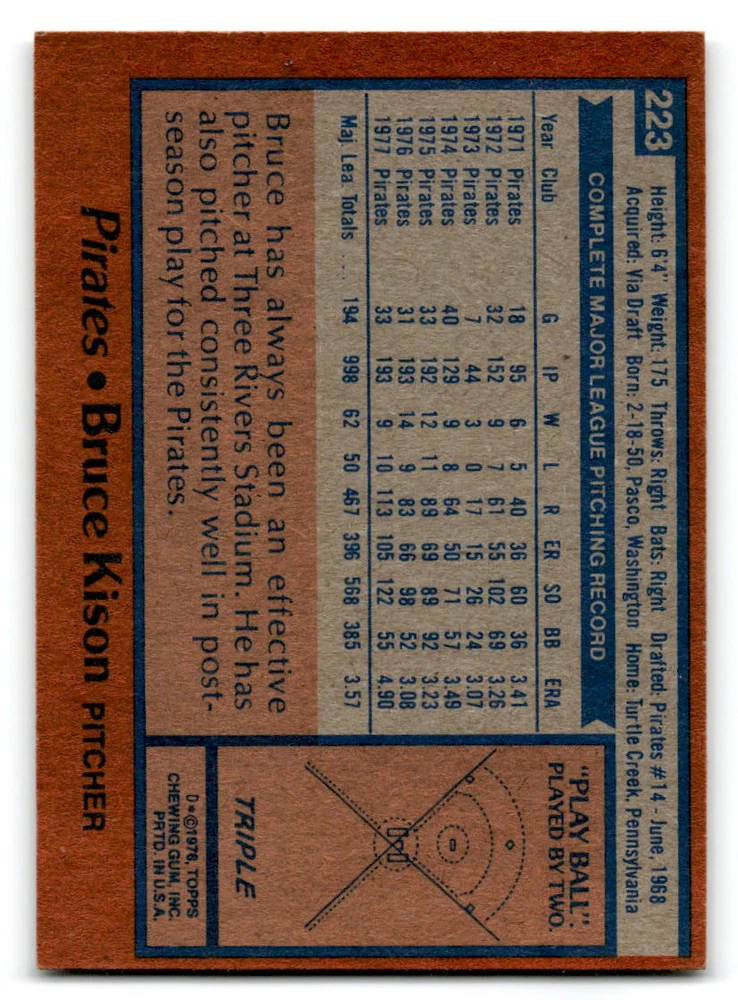 223
Height: 6'4" Weight: 175 Throws: Right Bats: Right Drafted: Pirates #14 - June, 1968
Acquired: Via Draft Born: 2-18-50, Pasco, Washington Home: Turtle Creek, Pennsylvania
COMPLETE MAJOR LEAGUE PITCHING RECORD
Year Club G IP W L R ER SO BB ERA
1971 Pirates 18 95 6 5 40 36 60 36 3.41
1972 Pirates 32 152 9 7 61 55 102 69 3.26
1973 Pirates 7 44 3 0 17 15 26 24 3.07
1974 Pirates 40 129 9 8 64 50 71 57 3.49
1975 Pirates 33 192 12 11 89 69 89 92 3.23
1976 Pirates 31 193 14 9 83 66 98 52 3.08
1977 Pirates 33 193 9 10 113 105 122 55 4.90
Maj. Lea. Totals .... 194 998 62 50 467 396 568 385 3.57
Bruce has always been an effective
pitcher at Three Rivers Stadium. He has
also pitched consistently well in post-
season play for the Pirates.
"PLAY BALL".
PLAYED BY TWO.
TRIPLE
D*©1978, TOPPS
CHEWING GUM, INC.
PRTD. IN U.S.A.
Pirates • Bruce Kison PITCHER